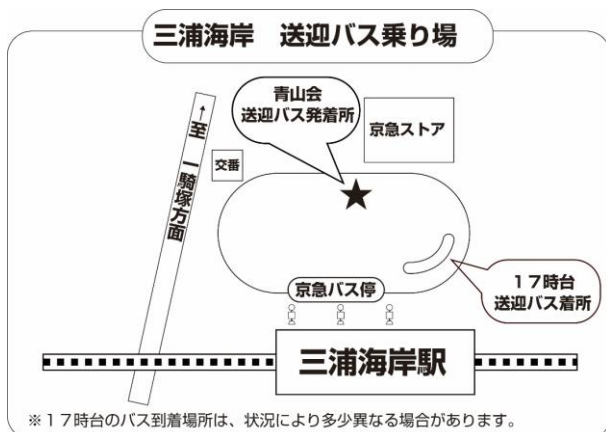 三浦海岸　送迎バス乗り場
青山会
送迎バス発着所
京急ストア
交番
←至　一騎塚方面
京急バス停
１７時台
送迎バス着所
三浦海岸駅
※１７時台のバス到着場所は、状況により多少異なる場合があります。